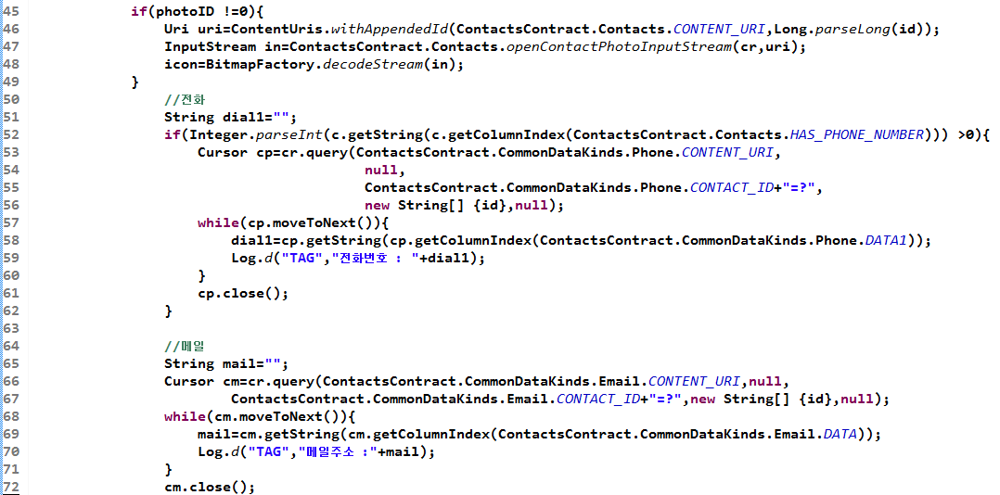 45 if(photoID !=0){
46 Uri uri=ContentUris.withAppendedId(ContactsContract.Contacts.CONTENT_URI,Long.parseLong(id));
47 InputStream in=ContactsContract.Contacts.openContactPhotoInputStream(cr,uri);
48 icon=BitmapFactory.decodeStream(in);
49 }
50 //전화
51 String dial1="";
52 if(Integer.parseInt(c.getString(c.getColumnIndex(ContactsContract.Contacts.HAS_PHONE_NUMBER))) >0){
53 Cursor cp=cr.query(ContactsContract.CommonDataKinds.Phone.CONTENT_URI,
54 null,
55 ContactsContract.CommonDataKinds.Phone.CONTACT_ID+"=?",
56 new String[] {id},null);
57 while(cp.moveToNext()){
58 dial1=cp.getString(cp.getColumnIndex(ContactsContract.CommonDataKinds.Phone.DATA1));
59 Log.d("TAG","전화번호 : "+dial1);
60 }
61 cp.close();
62 }
63
64 //메일
65 String mail="";
66 Cursor cm=cr.query(ContactsContract.CommonDataKinds.Email.CONTENT_URI,null,
67 ContactsContract.CommonDataKinds.Email.CONTACT_ID+"=?",new String[] {id},null);
68 while(cm.moveToNext()){
69 mail=cm.getString(cm.getColumnIndex(ContactsContract.CommonDataKinds.Email.DATA));
70 Log.d("TAG","메일주소 :"+mail);
71 }
72 cm.close();